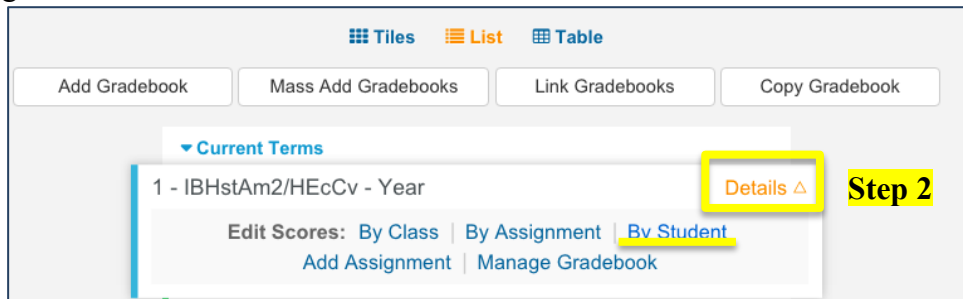 Tiles List Table
Add Gradebook Mass Add Gradebooks Link Gradebooks Copy Gradebook
Current Terms
1 - IBHstAm2/HEcCv - Year Details Step 2
Edit Scores: By Class | By Assignment | By Student
Add Assignment | Manage Gradebook